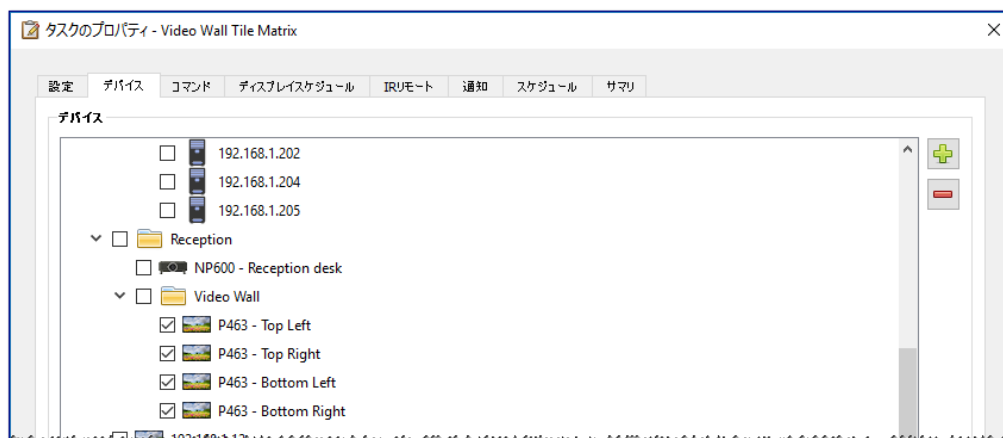 タスクのプロパティ - Video Wall Tile Matrix
設定 デバイス コマンド ディスプレイスケジュール IRリモート 通知 スケジュール サマリ
デバイス
192.168.1.202
192.168.1.204
192.168.1.205
Reception
NP600 - Reception desk
Video Wall
P463 - Top Left
P463 - Top Right
P463 - Bottom Left
P463 - Bottom Right